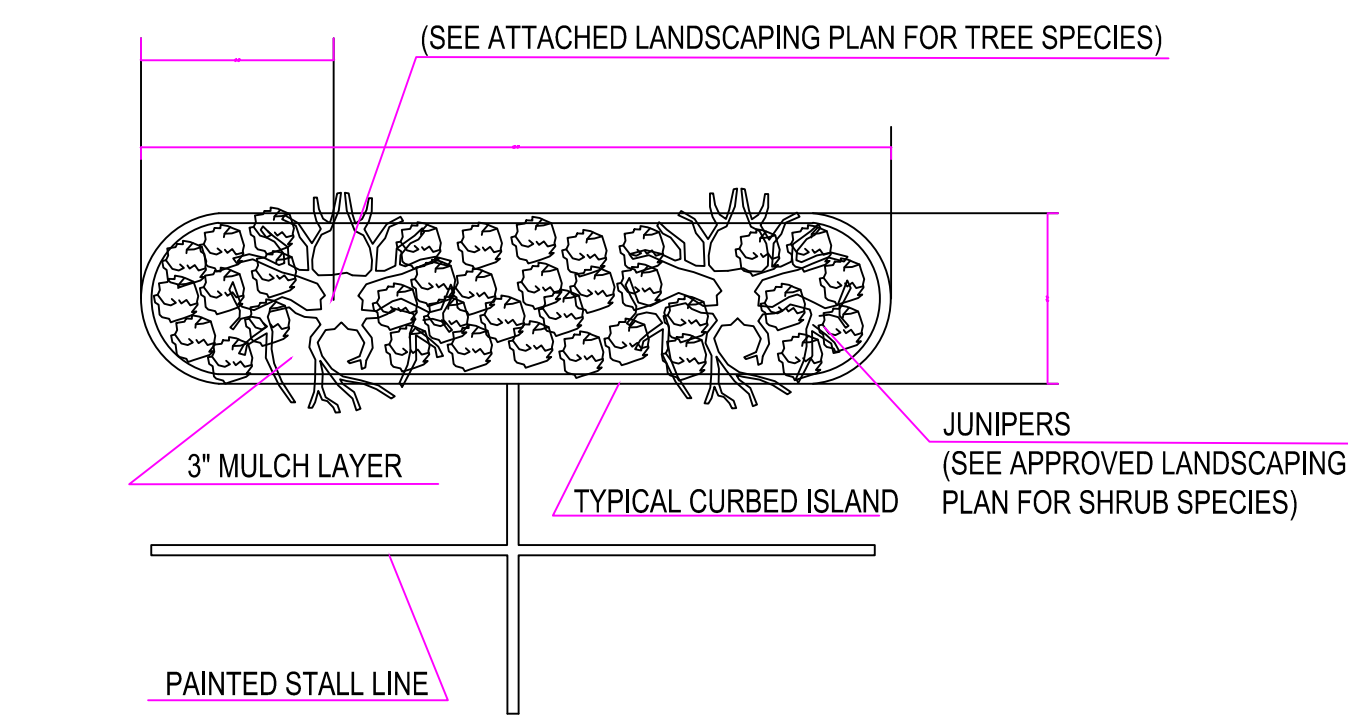 (SEE ATTACHED LANDSCAPING PLAN FOR TREE SPECIES)
JUNIPERS
(SEE APPROVED LANDSCAPING
PLAN FOR SHRUB SPECIES)
3" MULCH LAYER
TYPICAL CURBED ISLAND
PAINTED STALL LINE